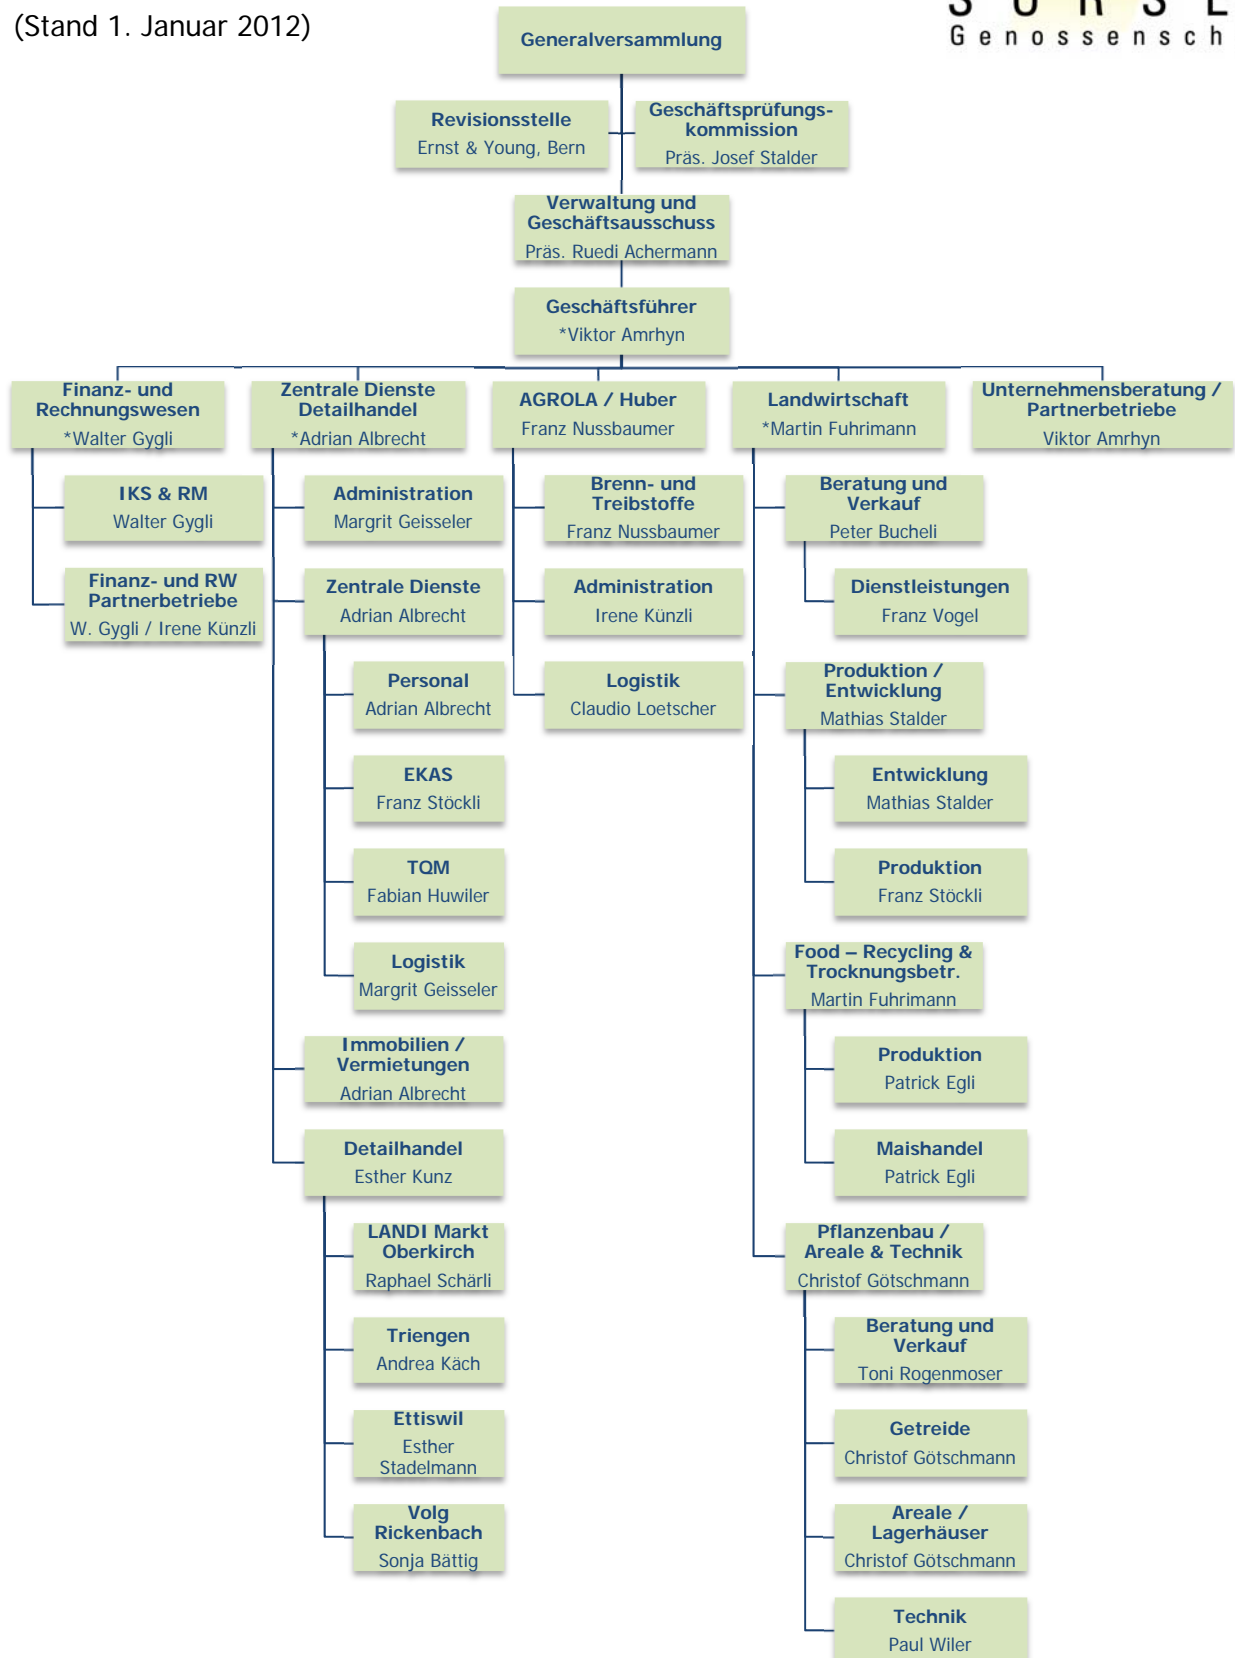 (Stand 1. Januar 2012)
S U R S E
G e n o s s e n s c h
Generalversammlung
Revisionsstelle
Ernst & Young, Bern
Geschäftsprüfungs-
kommission
Präs. Josef Stalder
Verwaltung und
Geschäftsausschuss
Präs. Ruedi Achermann
Geschäftsführer
*Viktor Amrhyn
Finanz- und
Rechnungswesen
*Walter Gygli
Zentrale Dienste
Detailhandel
*Adrian Albrecht
AGROLA / Huber
Franz Nussbaumer
Landwirtschaft
*Martin Fuhrimann
Unternehmensberatung /
Partnerbetriebe
Viktor Amrhyn
IKS & RM
Walter Gygli
Finanz- und RW
Partnerbetriebe
W. Gygli / Irene Künzli
Administration
Margrit Geisseler
Zentrale Dienste
Adrian Albrecht
Personal
Adrian Albrecht
EKAS
Franz Stöckli
TQM
Fabian Huwiler
Logistik
Margrit Geisseler
Immobilien /
Vermietungen
Adrian Albrecht
Detailhandel
Esther Kunz
LANDI Markt
Oberkirch
Raphael Schärli
Triengen
Andrea Käch
Ettiswil
Esther
Stadelmann
Volg
Rickenbach
Sonja Bättig
Brenn- und
Treibstoffe
Franz Nussbaumer
Administration
Irene Künzli
Logistik
Claudio Loetscher
Beratung und
Verkauf
Peter Bucheli
Dienstleistungen
Franz Vogel
Produktion /
Entwicklung
Mathias Stalder
Entwicklung
Mathias Stalder
Produktion
Franz Stöckli
Food – Recycling &
Trocknungsbetr.
Martin Fuhrimann
Produktion
Patrick Egli
Maishandel
Patrick Egli
Pflanzenbau /
Areale & Technik
Christof Götschmann
Beratung und
Verkauf
Toni Rogenmoser
Getreide
Christof Götschmann
Areale /
Lagerhäuser
Christof Götschmann
Technik
Paul Wiler